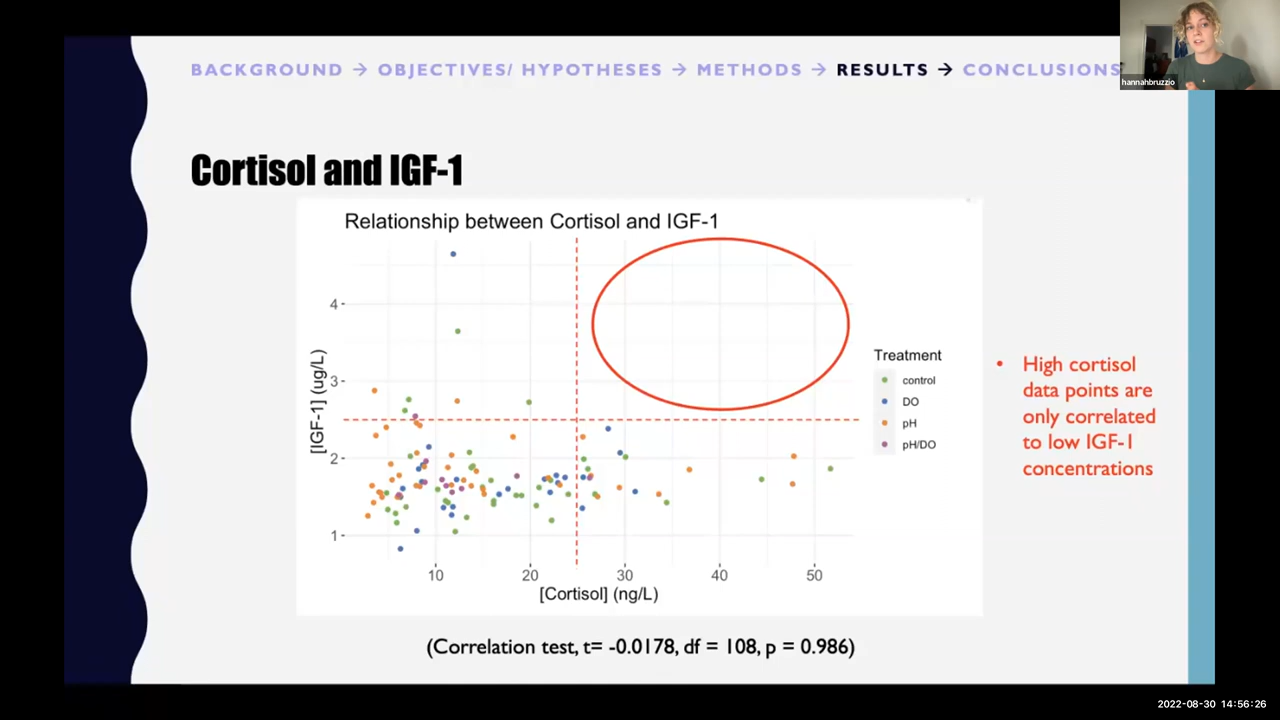 BACKGROUND → OBJECTIVES/ HYPOTHESES → METHODS → RESULTS → CONCLUSIONS
hannahbruzzio
Cortisol and IGF-1
Relationship between Cortisol and IGF-1
4
3
2
1
[IGF-1] (ug/L)
10 20 30 40 50
[Cortisol] (ng/L)
Treatment
control
DO
pH
pH/DO
• High cortisol
data points are
only correlated
to low IGF-1
concentrations
(Correlation test, t= -0.0178, df = 108, p = 0.986)
2022-08-30 14:56:26